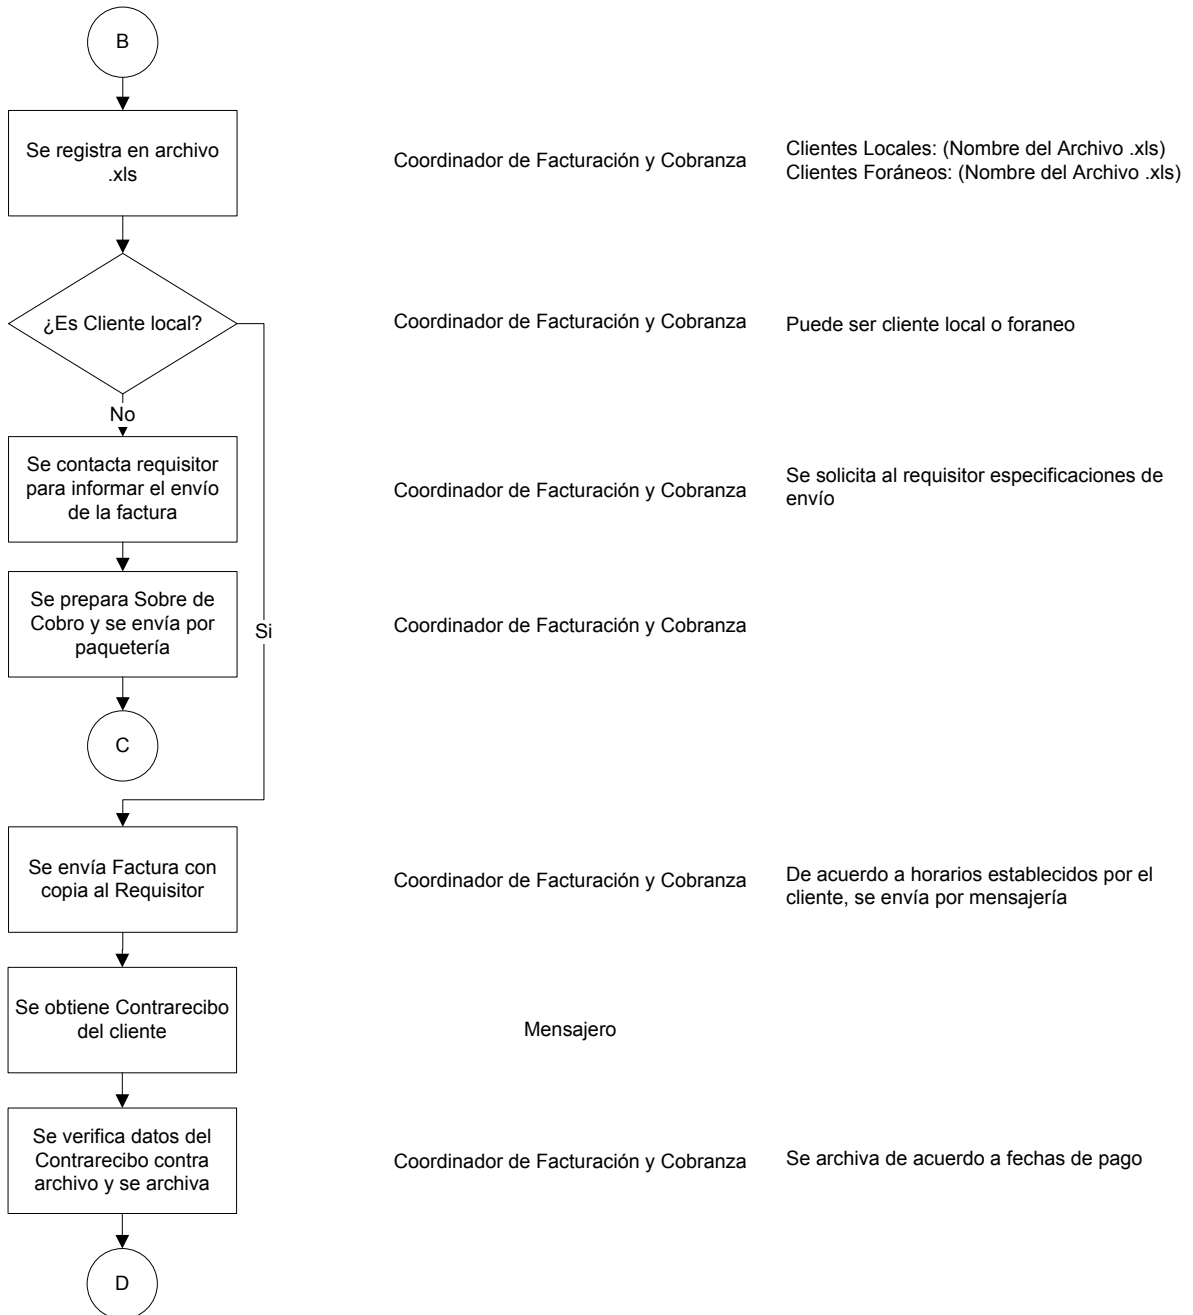 B
Se registra en archivo
.xls
Coordinador de Facturación y Cobranza
Clientes Locales: (Nombre del Archivo .xls)
Clientes Foráneos: (Nombre del Archivo .xls)
¿Es Cliente local?
Coordinador de Facturación y Cobranza
Puede ser cliente local o foraneo
No
Se contacta requisitor
para informar el envío
de la factura
Coordinador de Facturación y Cobranza
Se solicita al requisitor especificaciones de
envío
Se prepara Sobre de
Cobro y se envía por
paquetería
Si
Coordinador de Facturación y Cobranza
C
Se envía Factura con
copia al Requisitor
Coordinador de Facturación y Cobranza
De acuerdo a horarios establecidos por el
cliente, se envía por mensajería
Se obtiene Contrarecibo
del cliente
Mensajero
Se verifica datos del
Contrarecibo contra
archivo y se archiva
Coordinador de Facturación y Cobranza
Se archiva de acuerdo a fechas de pago
D